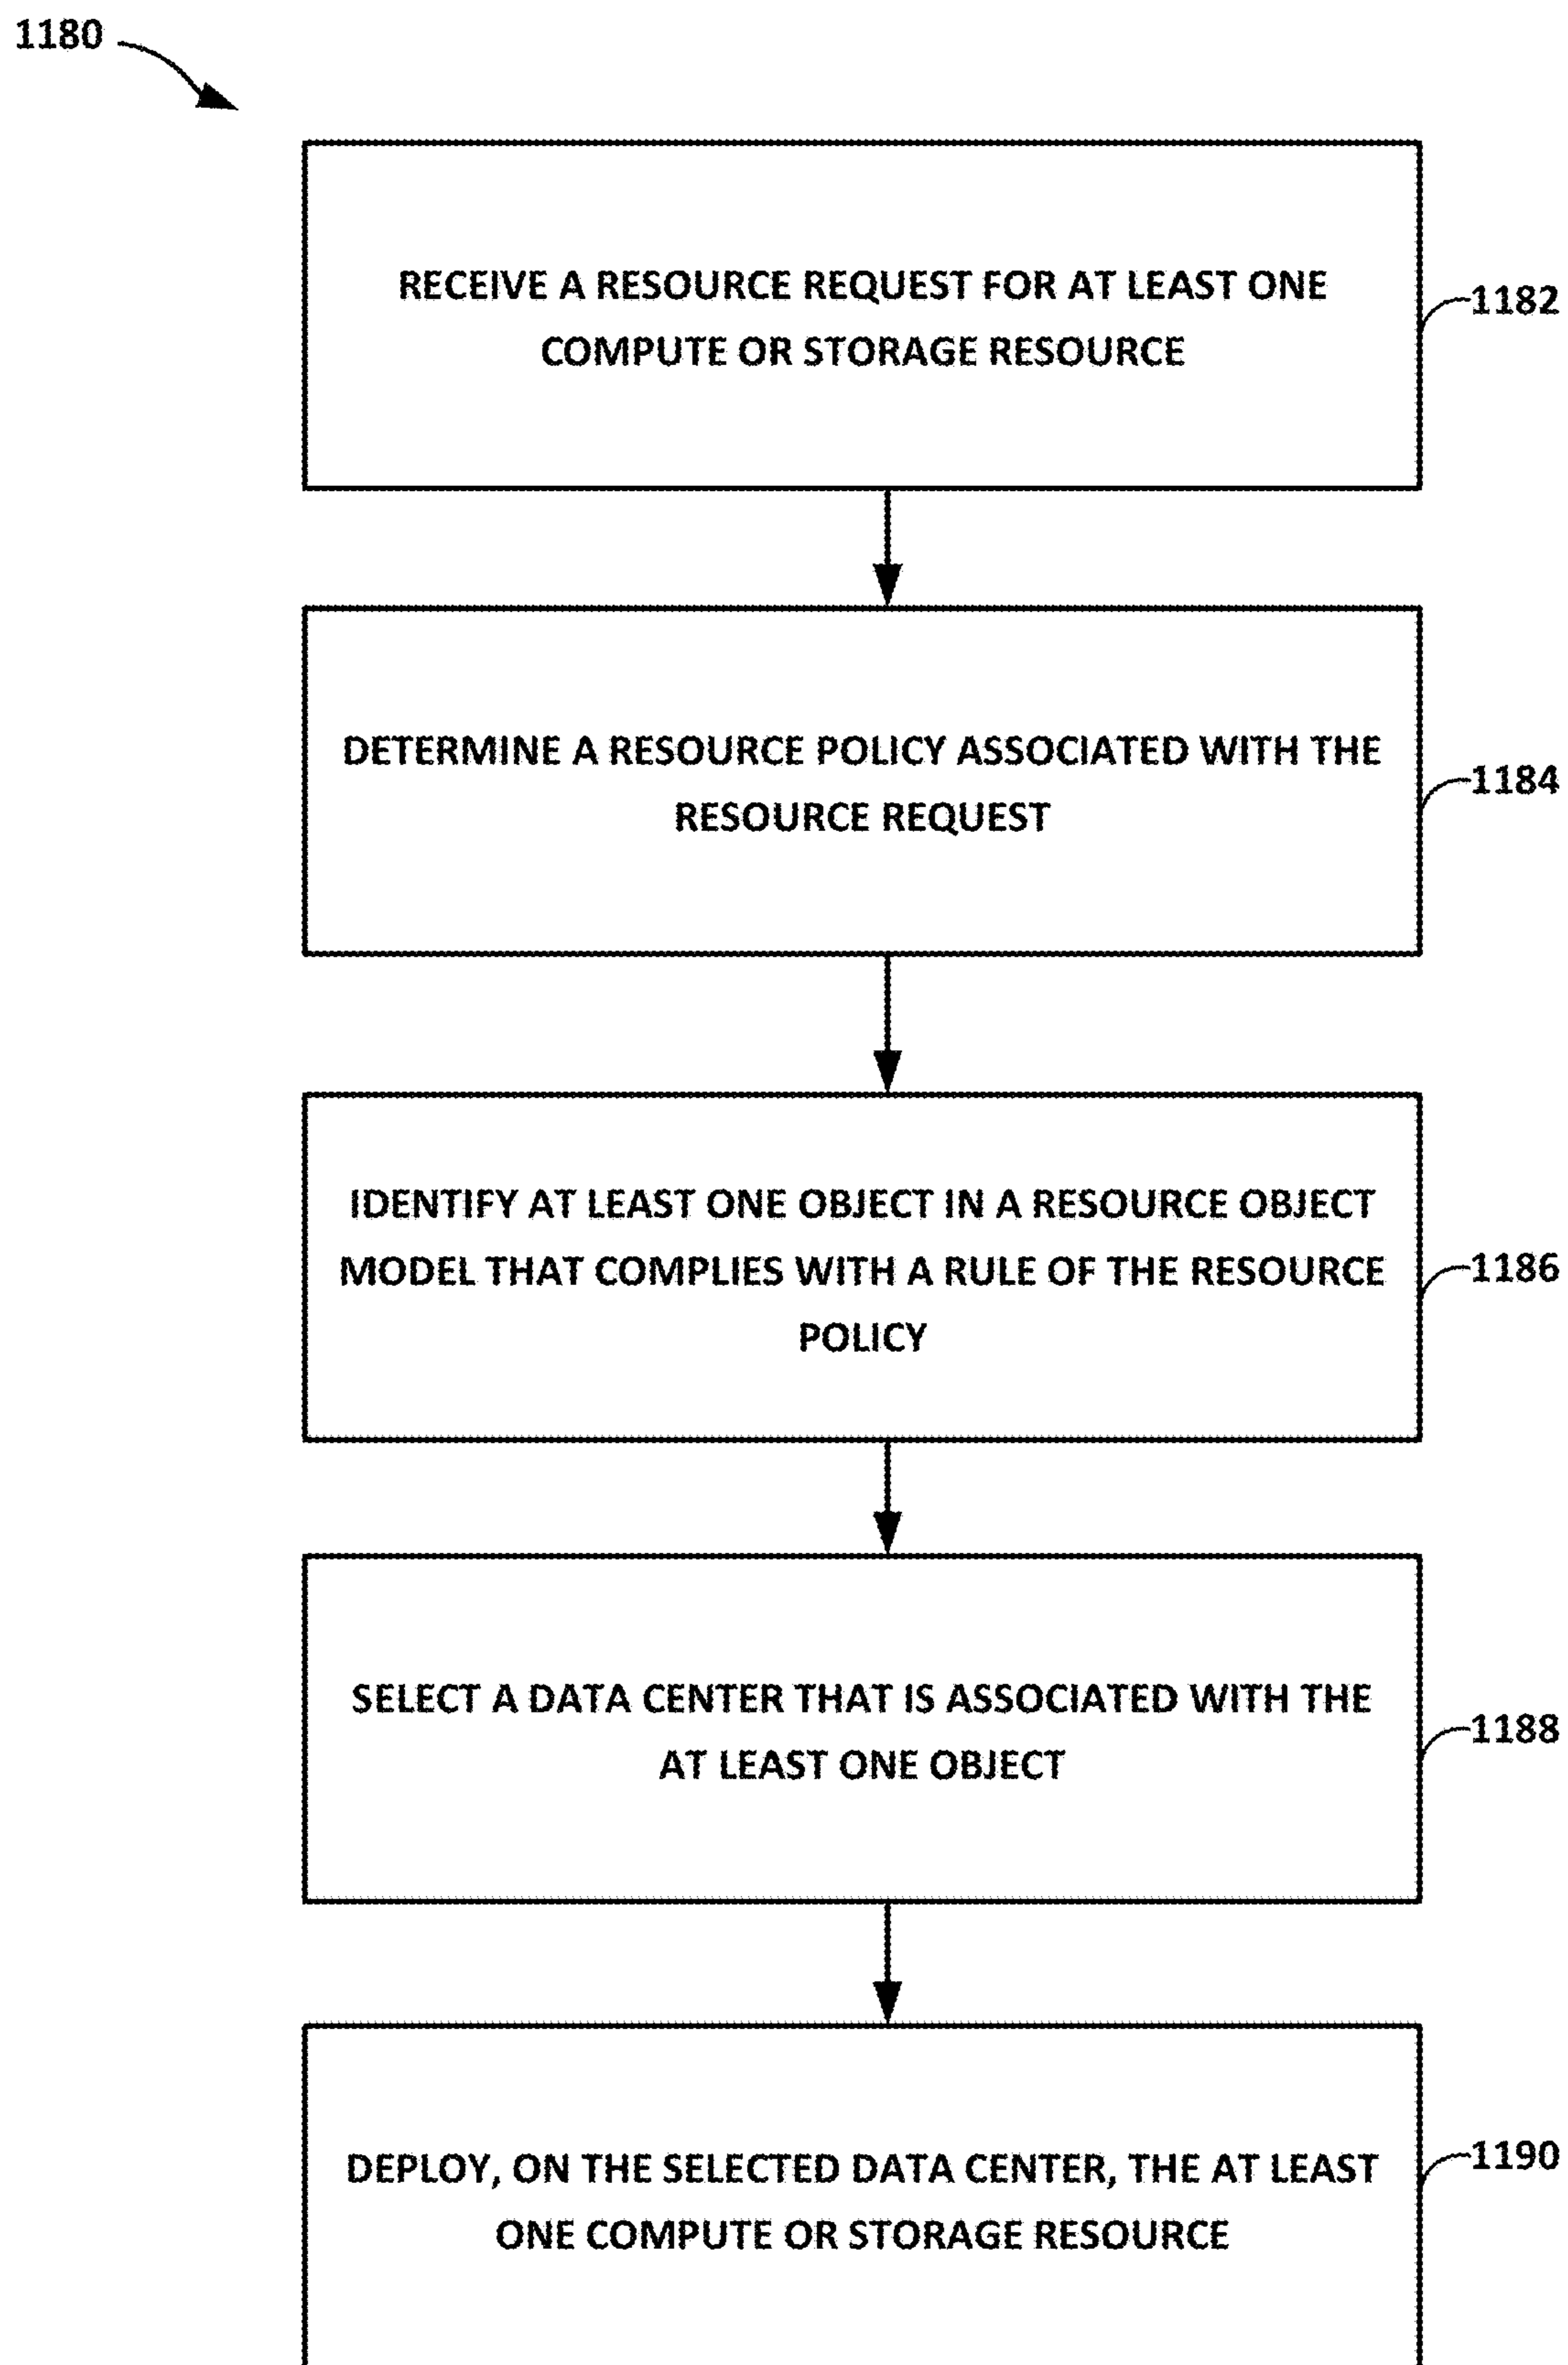 1180
RECEIVE A RESOURCE REQUEST FOR AT LEAST ONE
COMPUTE OR STORAGE RESOURCE
1182
DETERMINE A RESOURCE POLICY ASSOCIATED WITH THE
RESOURCE REQUEST
1184
IDENTIFY AT LEAST ONE OBJECT IN A RESOURCE OBJECT
MODEL THAT COMPLIES WITH A RULE OF THE RESOURCE
POLICY
1186
SELECT A DATA CENTER THAT IS ASSOCIATED WITH THE
AT LEAST ONE OBJECT
1188
DEPLOY, ON THE SELECTED DATA CENTER, THE AT LEAST
ONE COMPUTE OR STORAGE RESOURCE
1190